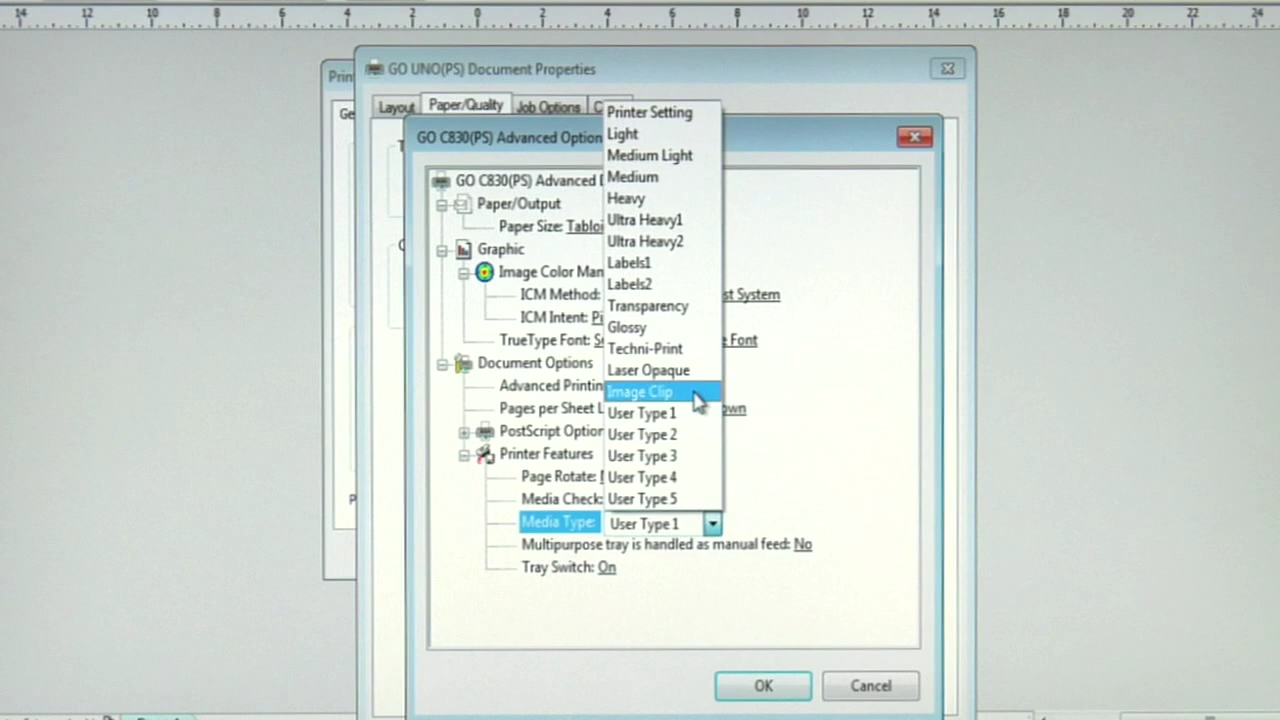 14 12 10 8 6 4 2 0 2 4 6 8 10 12 14 16 18 20 22 24
GO UNO(PS) Document Properties
Layout Paper/Quality Job Options
GO C830(PS) Advanced Option
GO C830(PS) Advanced
Paper/Output
Paper Size: Tabloi
Graphic
Image Color Man
ICM Method: st System
ICM Intent: Pi
TrueType Font: Font
Document Options
Advanced Printin
Pages per Sheet L own
PostScript Option
Printer Features
Page Rotate:
Media Check:
Media Type: User Type 1
Multipurpose tray is handled as manual feed: No
Tray Switch: On
Printer Setting
Light
Medium Light
Medium
Heavy
Ultra Heavy1
Ultra Heavy2
Labels1
Labels2
Transparency
Glossy
Techni-Print
Laser Opaque
Image Clip
User Type 1
User Type 2
User Type 3
User Type 4
User Type 5
OK Cancel